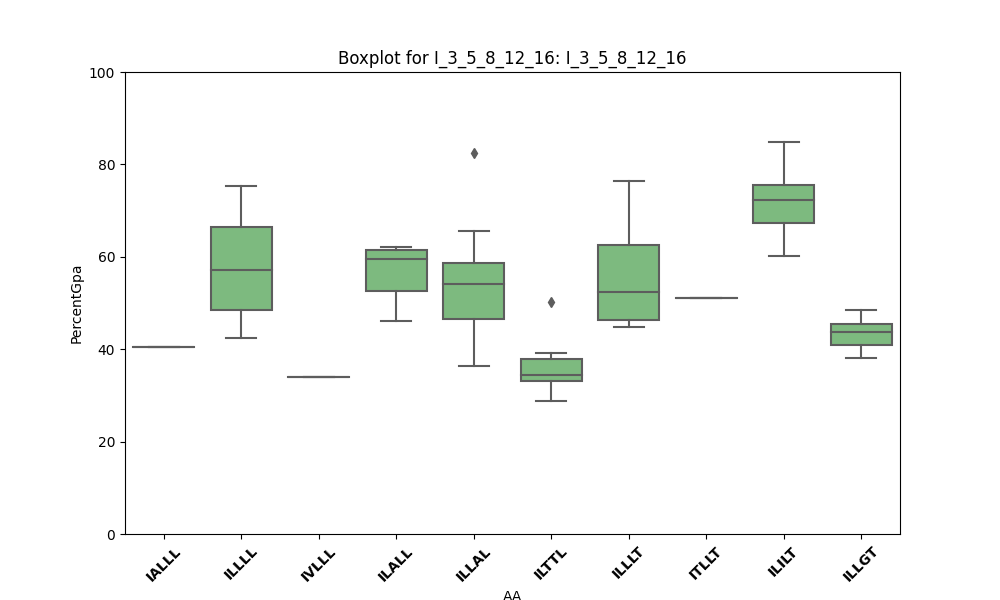 Boxplot for I_3_5_8_12_16: I_3_5_8_12_16
100
80
60
40
20
0
PercentGpa
IALLL
ILLLL
IVLLL
ILALL
ILLAL
ILTTL
ILLLT
ITLLT
ILILT
ILLGT
AA